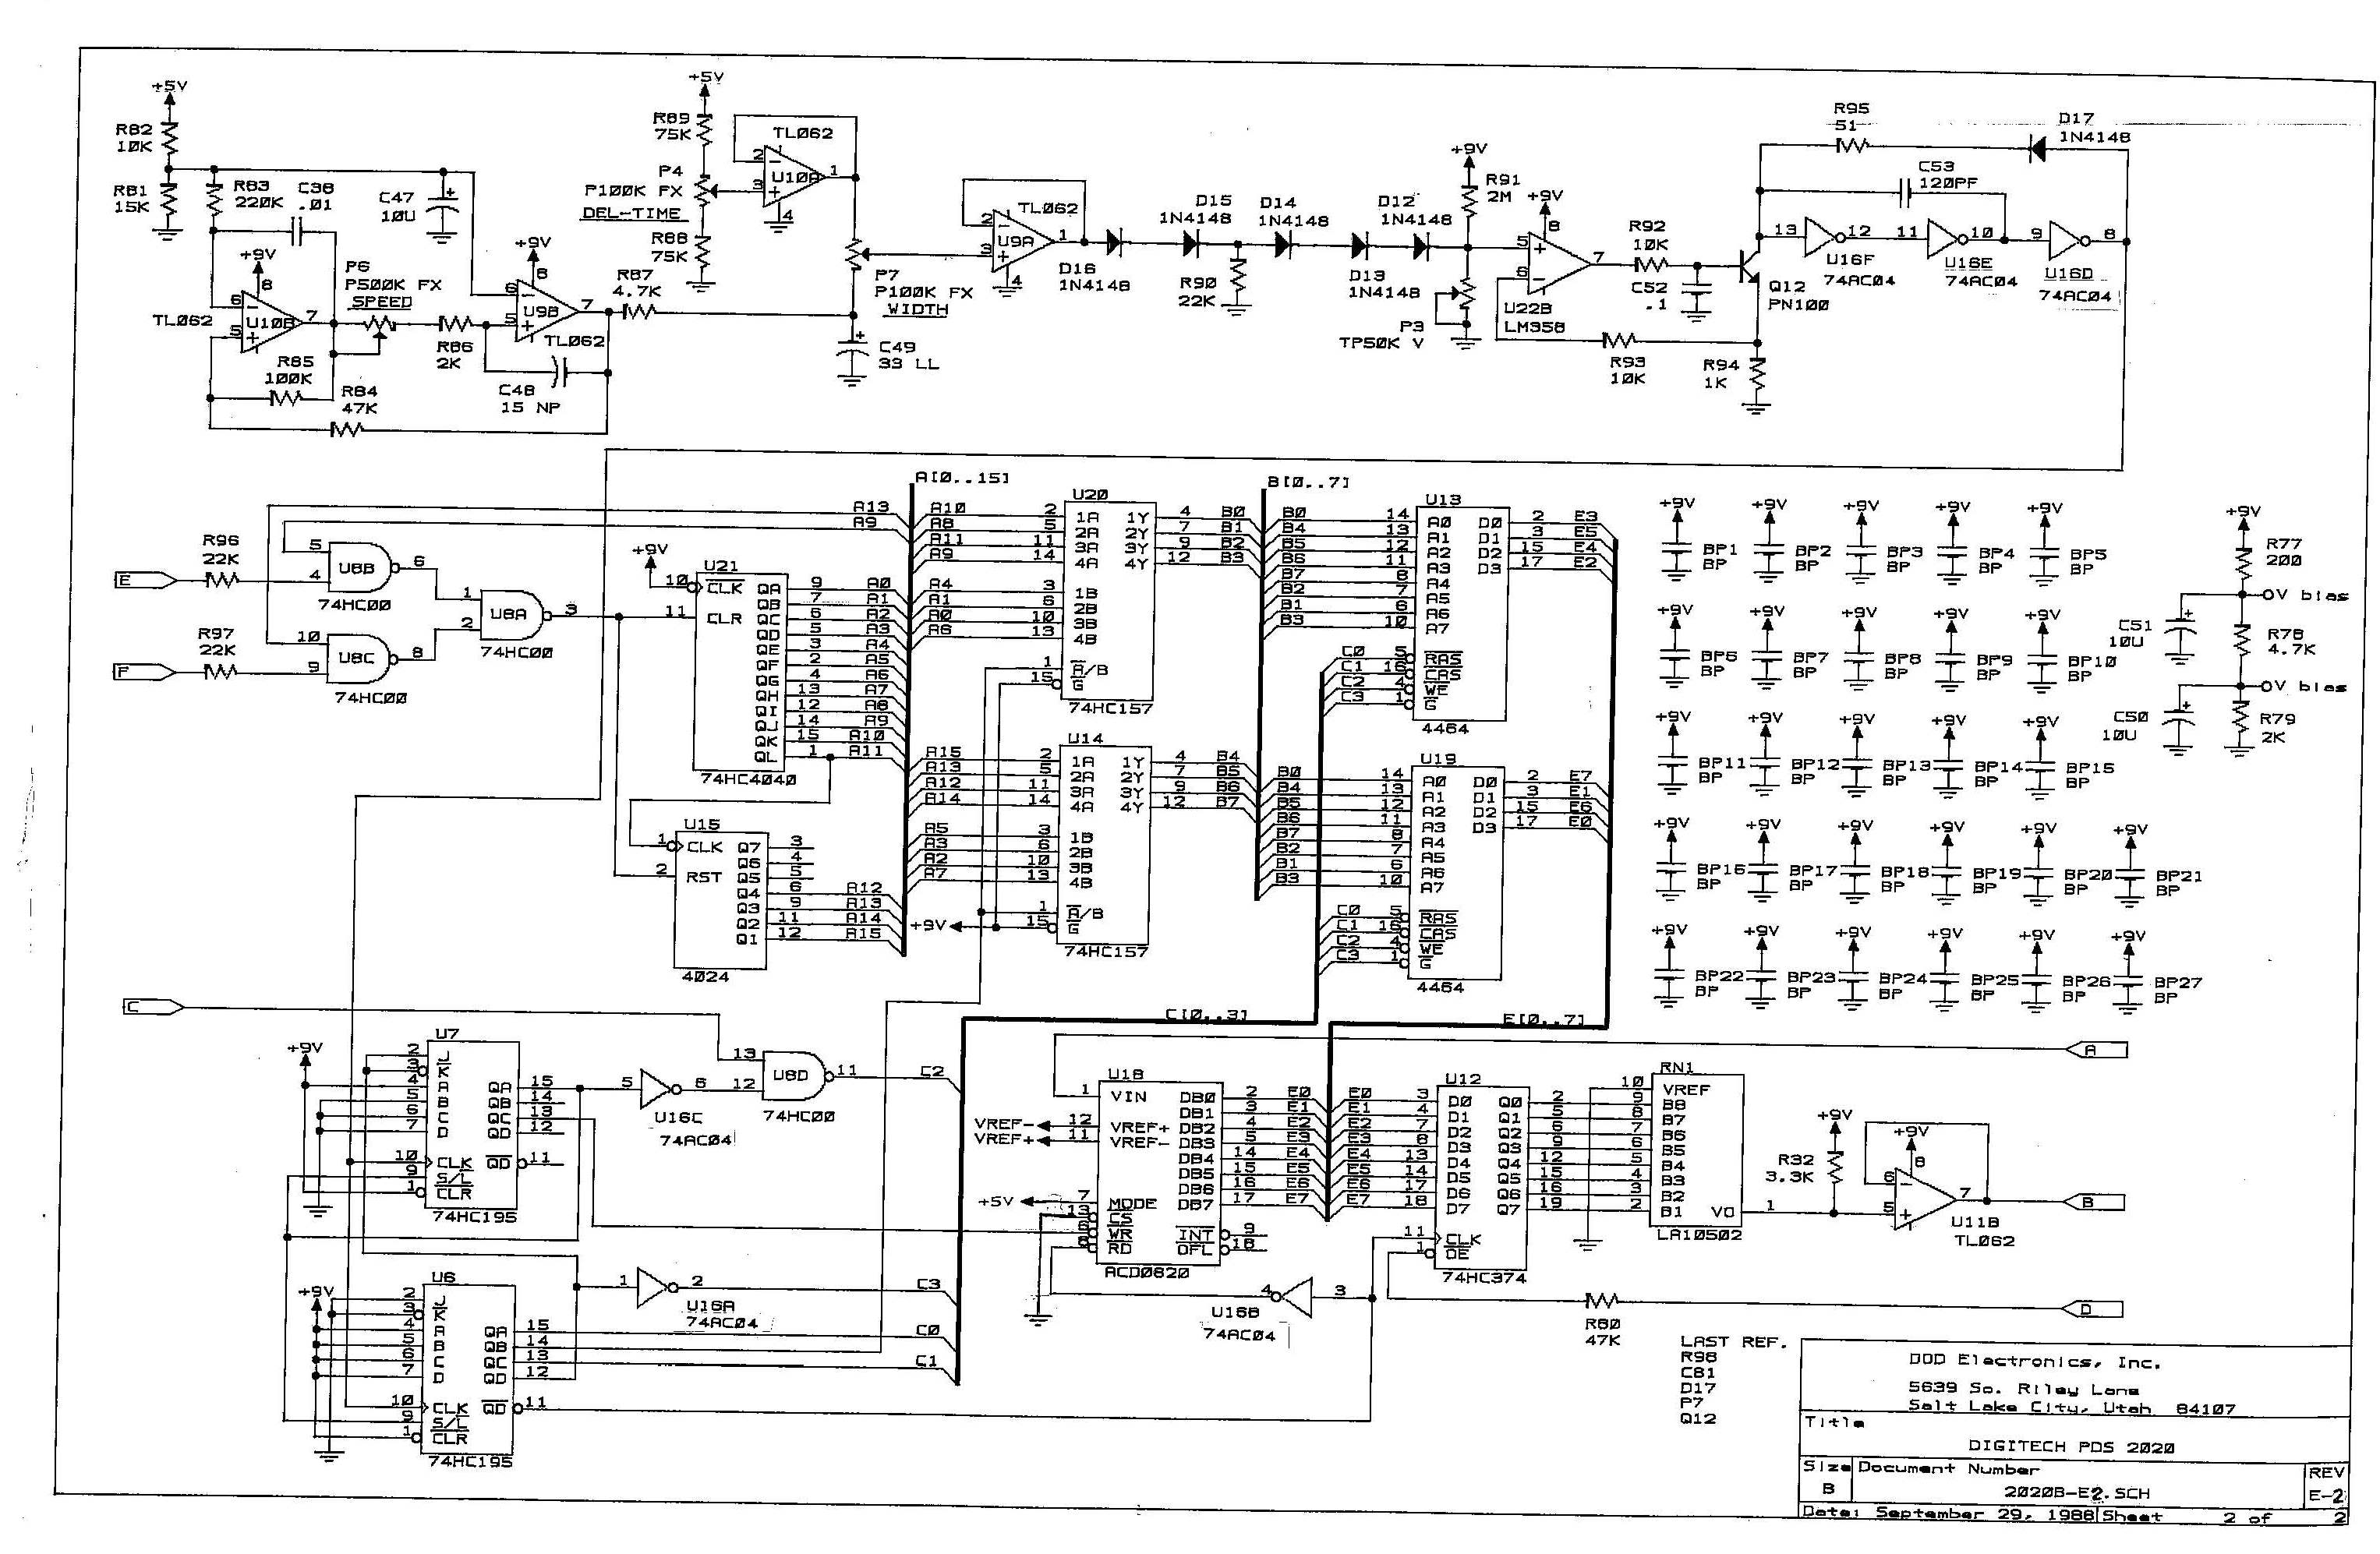 +5V
R82
10K
R81
15K
R83
220K
C38
.01
C47
10U
+9V
8
6
5
7
U10B
TL062
P6
P500K FX
SPEED
R85
100K
R84
47K
R86
2K
+9V
8
6
5
7
U9B
TL062
C48
15 NP
R87
4.7K
+5V
R89
75K
P4
P100K FX
DEL-TIME
R88
75K
TL062
2
3
1
4
U10A
P7
P100K FX
WIDTH
C49
33 LL
TL062
2
3
1
4
U9A
D16
1N4148
D15
1N4148
R90
22K
D14
1N4148
D13
1N4148
D12
1N4148
+9V
R91
2M
P3
TP50K V
+9V
8
5
6
7
U22B
LM358
R92
10K
C52
.1
R93
10K
R94
1K
Q12
PN100
R95
51
D17
1N4148
C53
120PF
13
12
U16F
74AC04
11
10
U16E
74AC04
9
8
U16D
74AC04
E
R96
22K
5
4
6
U8B
74HC00
F
R97
22K
10
9
8
U8C
74HC00
1
2
3
U8A
74HC00
A13
A9
+9V
U21
10 CLK QA 9 A0
QB 7 A1
11 CLR QC 6 A2
QD 5 A3
QE 3 A4
QF 2 A5
QG 4 A6
QH 13 A7
QI 12 A8
QJ 14 A9
QK 15 A10
QL 1 A11
74HC4040
U15
1 CLK Q7 3
Q6 4
2 RST Q5 5
Q4 6 A12
Q3 9 A13
Q2 11 A14
Q1 12 A15
4024
A[0..15]
U20
A10 2 1A 1Y 4 B0
A8 5 2A 2Y 7 B1
A11 11 3A 3Y 9 B2
A9 14 4A 4Y 12 B3
A4 3 1B
A1 6 2B
A0 10 3B
A6 13 4B
1 A/B
15 G
74HC157
U14
A15 2 1A 1Y 4 B4
A13 5 2A 2Y 7 B5
A12 11 3A 3Y 9 B6
A14 14 4A 4Y 12 B7
A5 3 1B
A3 6 2B
A2 10 3B
A7 13 4B
1 A/B
+9V 15 G
74HC157
B[0..7]
U13
B0 14 A0 D0 2 E3
B4 13 A1 D1 3 E5
B5 12 A2 D2 15 E4
B6 11 A3 D3 17 E2
B7 8 A4
B2 7 A5
B1 6 A6
B3 10 A7
C0 5 RAS
C1 16 CAS
C2 4 WE
C3 1 G
4464
U19
B0 14 A0 D0 2 E7
B4 13 A1 D1 3 E1
B5 12 A2 D2 15 E6
B6 11 A3 D3 17 E0
B7 8 A4
B2 7 A5
B1 6 A6
B3 10 A7
C0 5 RAS
C1 16 CAS
C2 4 WE
C3 1 G
4464
+9V +9V +9V +9V +9V
BP1 BP2 BP3 BP4 BP5
BP BP BP BP BP
+9V +9V +9V +9V +9V
BP6 BP7 BP8 BP9 BP10
BP BP BP BP BP
+9V +9V +9V +9V +9V
BP11 BP12 BP13 BP14 BP15
BP BP BP BP BP
+9V +9V +9V +9V +9V +9V
BP16 BP17 BP18 BP19 BP20 BP21
BP BP BP BP BP BP
+9V +9V +9V +9V +9V +9V
BP22 BP23 BP24 BP25 BP26 BP27
BP BP BP BP BP BP
+9V
R77
200
V bias
C51
10U
R78
4.7K
V bias
C50
10U
R79
2K
C
+9V
U7
2 J
3 K
4 A QA 15
5 B QB 14
6 C QC 13
7 D QD 12
10 CLK QD 11
9 S/L
1 CLR
74HC195
5
6
U16C
74AC04
13
12
11
U8D
74HC00
C2
+9V
U6
2 J
3 K
4 A QA 15
5 B QB 14
6 C QC 13
7 D QD 12
10 CLK QD 11
9 S/L
1 CLR
74HC195
1
2
U16A
74AC04
C3
C0
C1
C[0..3]
E[0..7]
U18
1 VIN DB0 2 E0
DB1 3 E1
VREF- 12 VREF+ DB2 4 E2
VREF+ 11 VREF- DB3 5 E3
DB4 14 E4
DB5 15 E5
DB6 16 E6
+5V 7 MODE DB7 17 E7
13 CS
6 WR INT 9
8 RD OFL 18
ACD0820
4
3
U16B
74AC04
U12
E0 3 D0 Q0 2
E1 4 D1 Q1 5
E2 7 D2 Q2 6
E3 8 D3 Q3 9
E4 13 D4 Q4 12
E5 14 D5 Q5 15
E6 17 D6 Q6 16
E7 18 D7 Q7 19
11 CLK
1 OE
74HC374
RN1
10 VREF
9 B8
8 B7
7 B6
6 B5
5 B4
4 B3
3 B2
2 B1 VO 1
LA10502
+9V
R32
3.3K
+9V
8
6
5
7
U11B
TL062
A
B
D
R80
47K
LAST REF.
R98
C81
D17
P7
Q12
DOD Electronics, Inc.
5639 So. Riley Lane
Salt Lake City, Utah 84107
Title
DIGITECH PDS 2020
Size Document Number REV
B 2020B-E2.SCH E-2
Date: September 29, 1988 Sheet 2 of 2